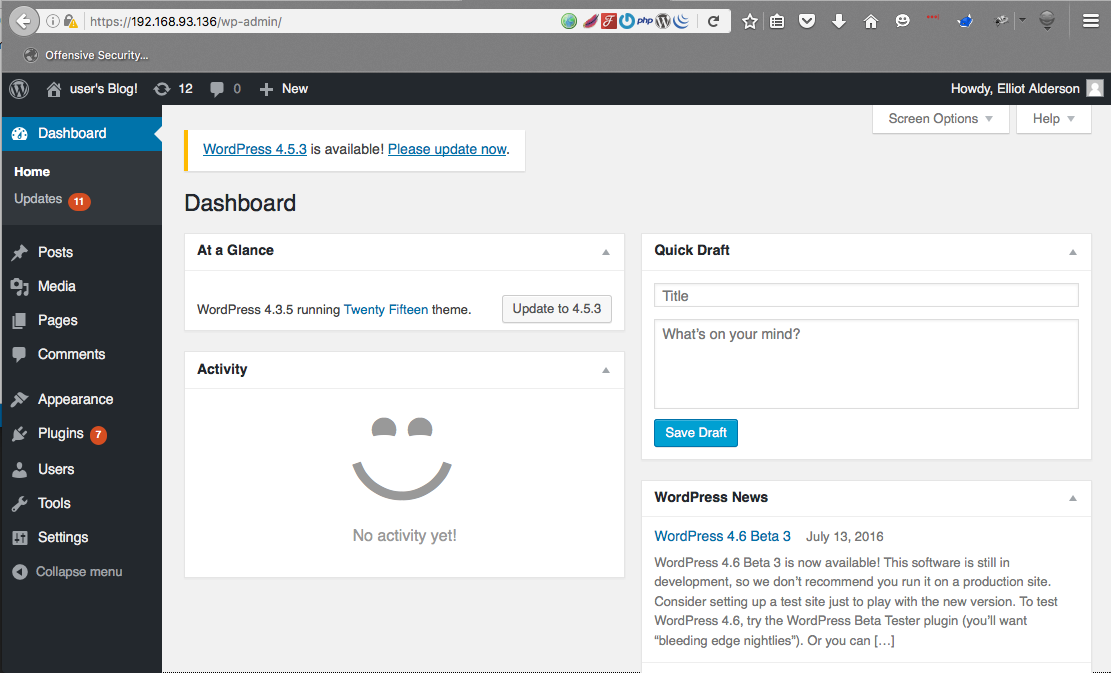 https://192.168.93.136/wp-admin/
php
Offensive Security...
user's Blog! 12 0 New
Howdy, Elliot Alderson
Dashboard
Home
Updates 11
Posts
Media
Pages
Comments
Appearance
Plugins 7
Users
Tools
Settings
Collapse menu
Screen Options
Help
WordPress 4.5.3 is available! Please update now.
Dashboard
At a Glance
WordPress 4.3.5 running Twenty Fifteen theme.
Update to 4.5.3
Activity
No activity yet!
Quick Draft
Title
What's on your mind?
Save Draft
WordPress News
WordPress 4.6 Beta 3 July 13, 2016
WordPress 4.6 Beta 3 is now available! This software is still in
development, so we don't recommend you run it on a production site.
Consider setting up a test site just to play with the new version. To test
WordPress 4.6, try the WordPress Beta Tester plugin (you'll want
“bleeding edge nightlies”). Or you can […]